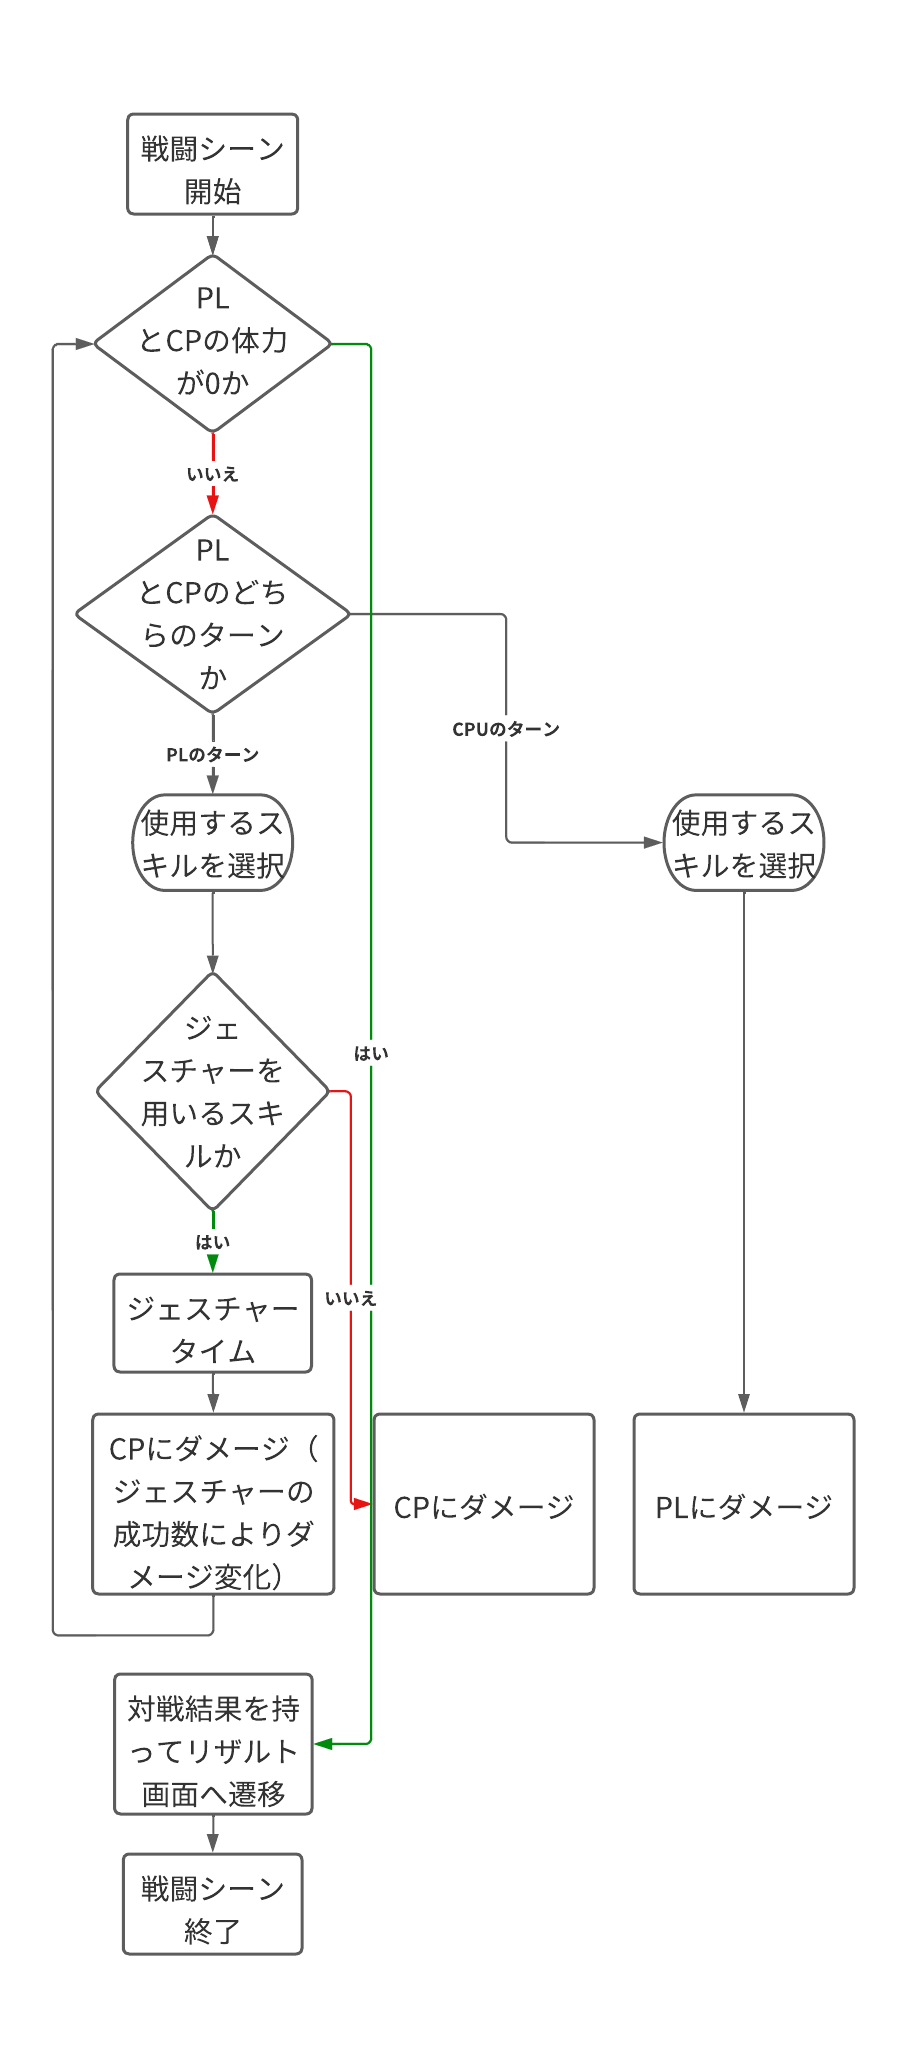 戦闘シーン
開始
PL
とCPの体力
が0か
いいえ
PL
とCPのどち
らのターン
か
CPUのターン
PLのターン
使用するス
キルを選択
使用するス
キルを選択
ジェ
スチャーを
用いるスキ
ルか
はい
はい
いいえ
ジェスチャー
タイム
CPにダメージ（
ジェスチャーの
成功数によりダ
メージ変化）
CPにダメージ
PLにダメージ
対戦結果を持
ってリザルト
画面へ遷移
戦闘シーン
終了